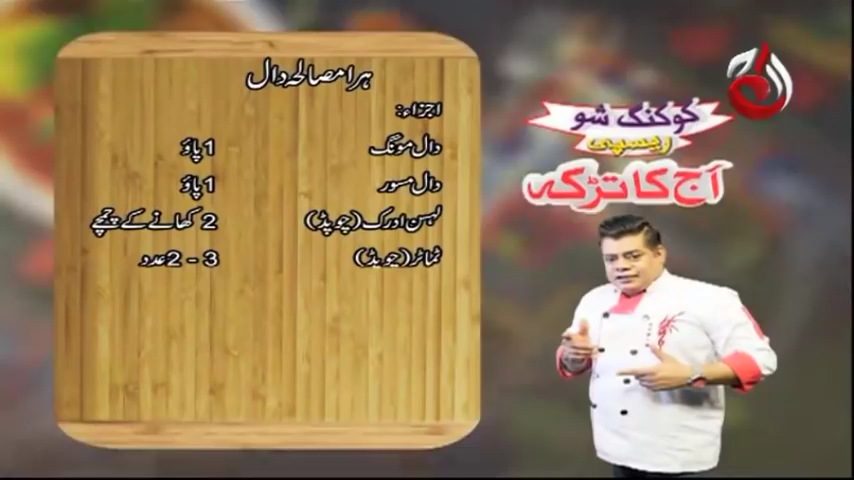 ہرا مصالحہ دال
اجزاء:
دال مونگ 1 پاؤ
دال مسور 1 پاؤ
لہسن ادرک (چوپڈ) 2 کھانے کے چمچے
ٹماٹر (چوپڈ) 3 - 2 عدد
کوکنگ شو
ریسپی
آج کا تڑکہ
آج